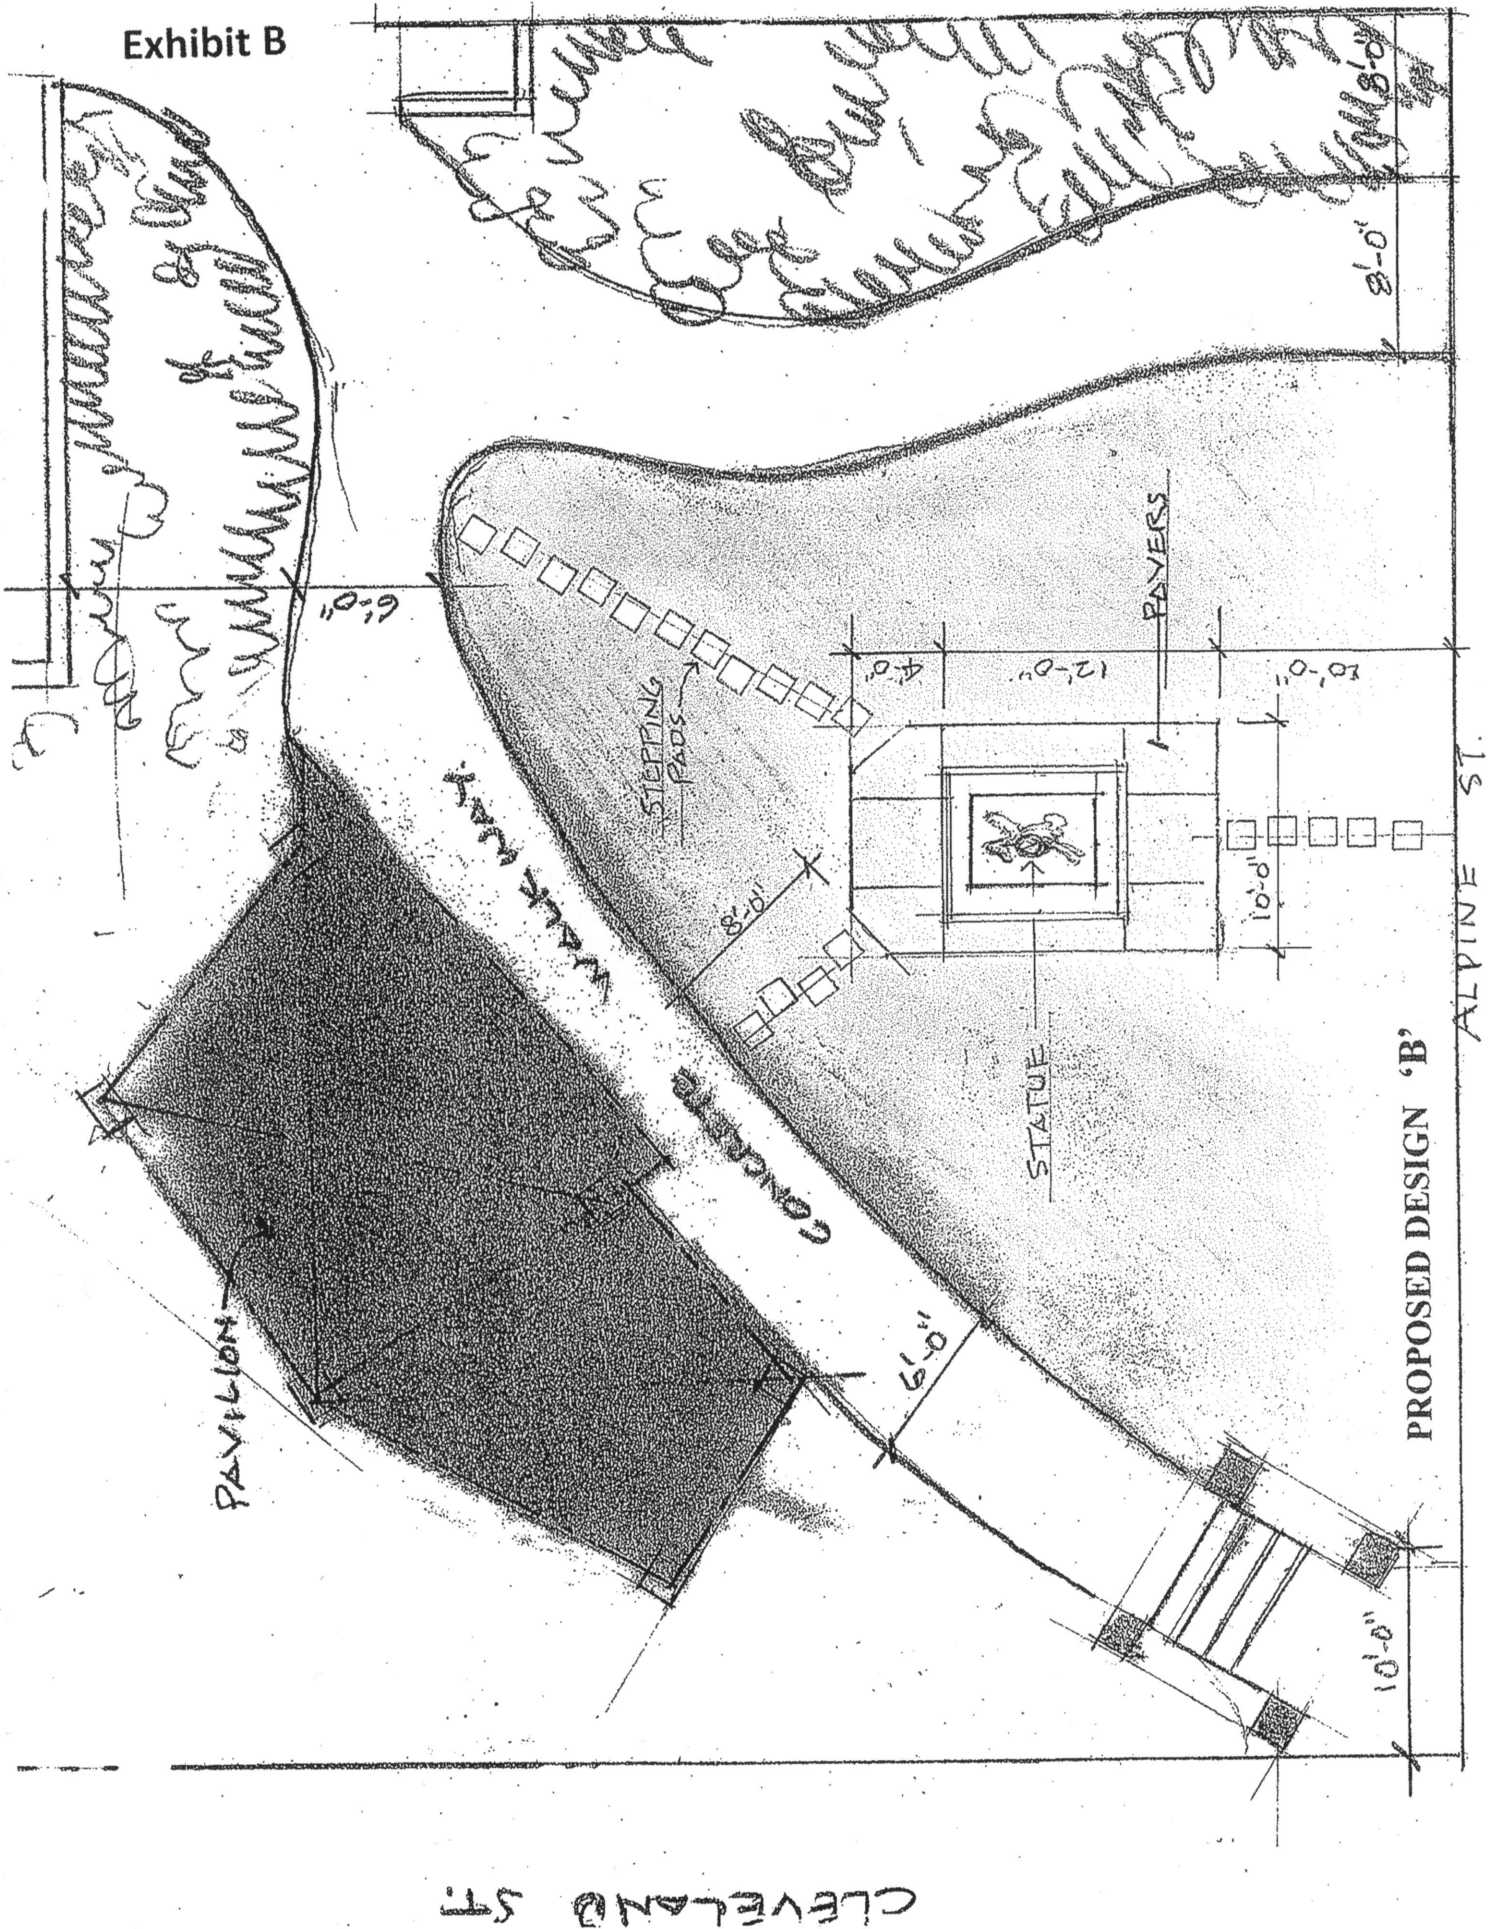 Exhibit B
8'-0"
8'-0"
6'-0"
PAVERS
STEPPING
PADS
4'-0"
12'-0"
10'-0"
CONCRETE WALKWAY
8'-0"
10'-0"
STATUE
ALPINE ST.
PAVILION
6'-0"
PROPOSED DESIGN 'B'
10'-0"
CLEVELAND ST.